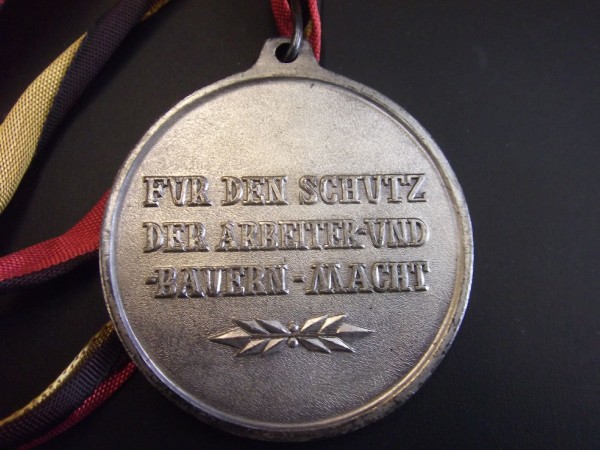 FUR DEN SCHUTZ
DER ARBEITER-UND
-BAUERN-MACHT